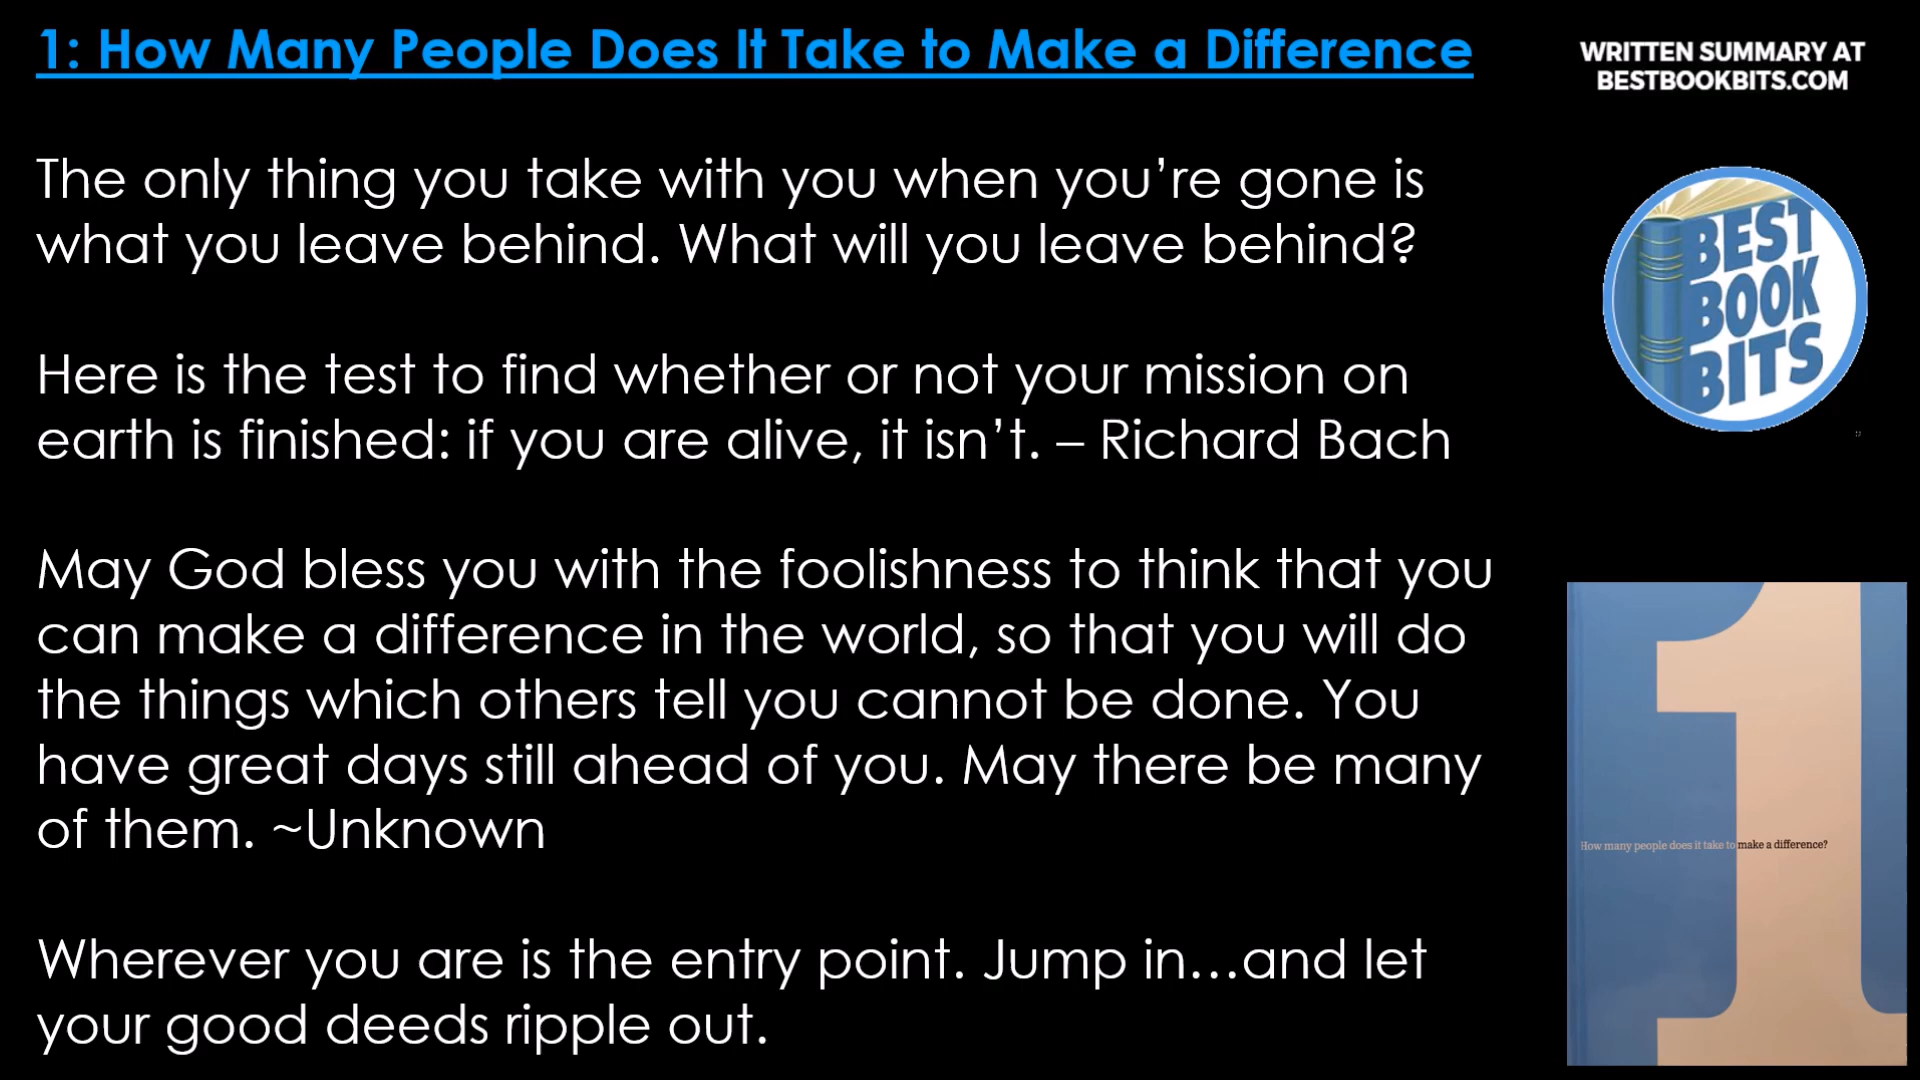 1: How Many People Does It Take to Make a Difference
WRITTEN SUMMARY AT
BESTBOOKBITS.COM
The only thing you take with you when you’re gone is
what you leave behind. What will you leave behind?
Here is the test to find whether or not your mission on
earth is finished: if you are alive, it isn’t. – Richard Bach
May God bless you with the foolishness to think that you
can make a difference in the world, so that you will do
the things which others tell you cannot be done. You
have great days still ahead of you. May there be many
of them. ~Unknown
Wherever you are is the entry point. Jump in…and let
your good deeds ripple out.
BEST
BOOK
BITS
1
How many people does it take to make a difference?